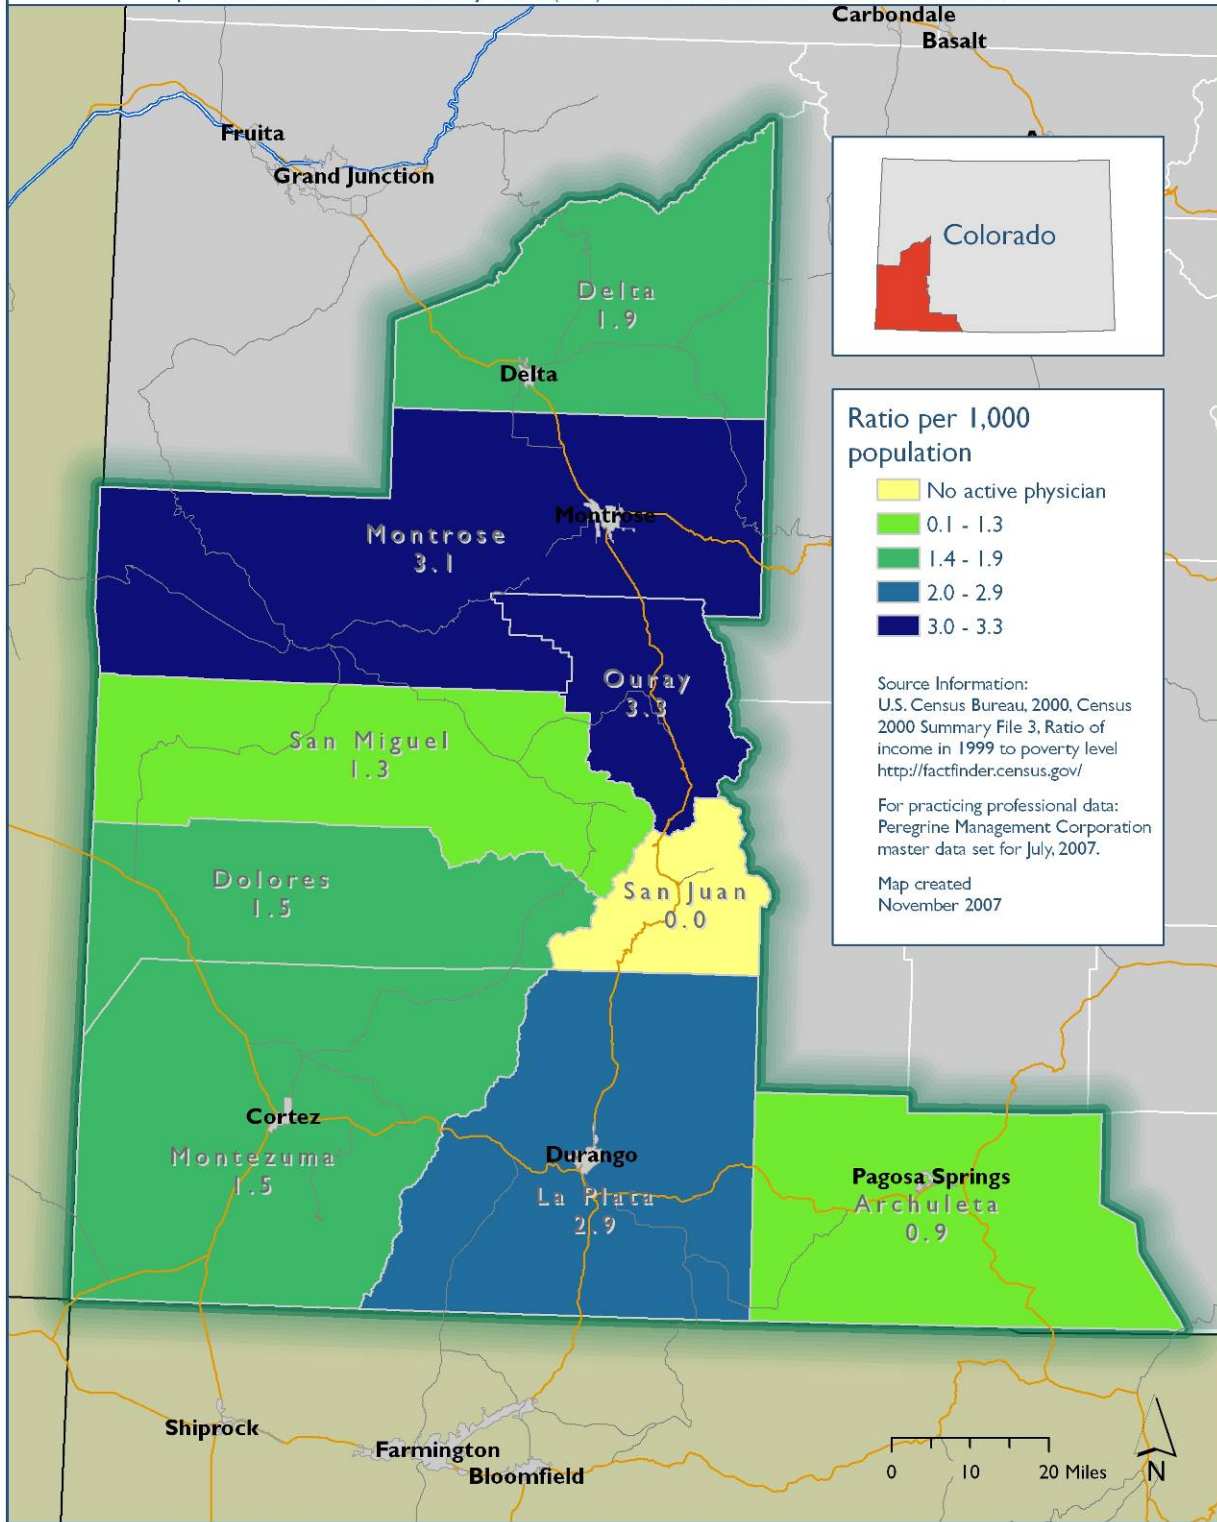 Carbondale
Basalt
Fruita
Grand Junction
Colorado
Delta
1.9
Delta
Ratio per 1,000
population
No active physician
0.1 - 1.3
1.4 - 1.9
2.0 - 2.9
3.0 - 3.3
Montrose
Montrose
3.1
Ouray
3.3
Source Information:
U.S. Census Bureau, 2000, Census
2000 Summary File 3, Ratio of
income in 1999 to poverty level
http://factfinder.census.gov/
For practicing professional data:
Peregrine Management Corporation
master data set for July, 2007.
Map created
November 2007
San Miguel
1.3
Dolores
1.5
San Juan
0.0
Cortez
Montezuma
1.5
Durango
La Plata
2.9
Pagosa Springs
Archuleta
0.9
Shiprock
Farmington
Bloomfield
0 10 20 Miles
N